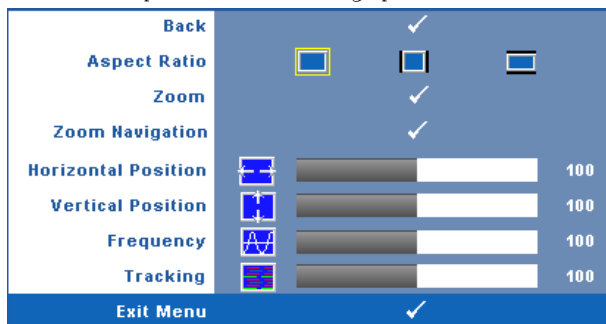 Back
Aspect Ratio
Zoom
Zoom Navigation
Horizontal Position 100
Vertical Position 100
Frequency 100
Tracking 100
Exit Menu